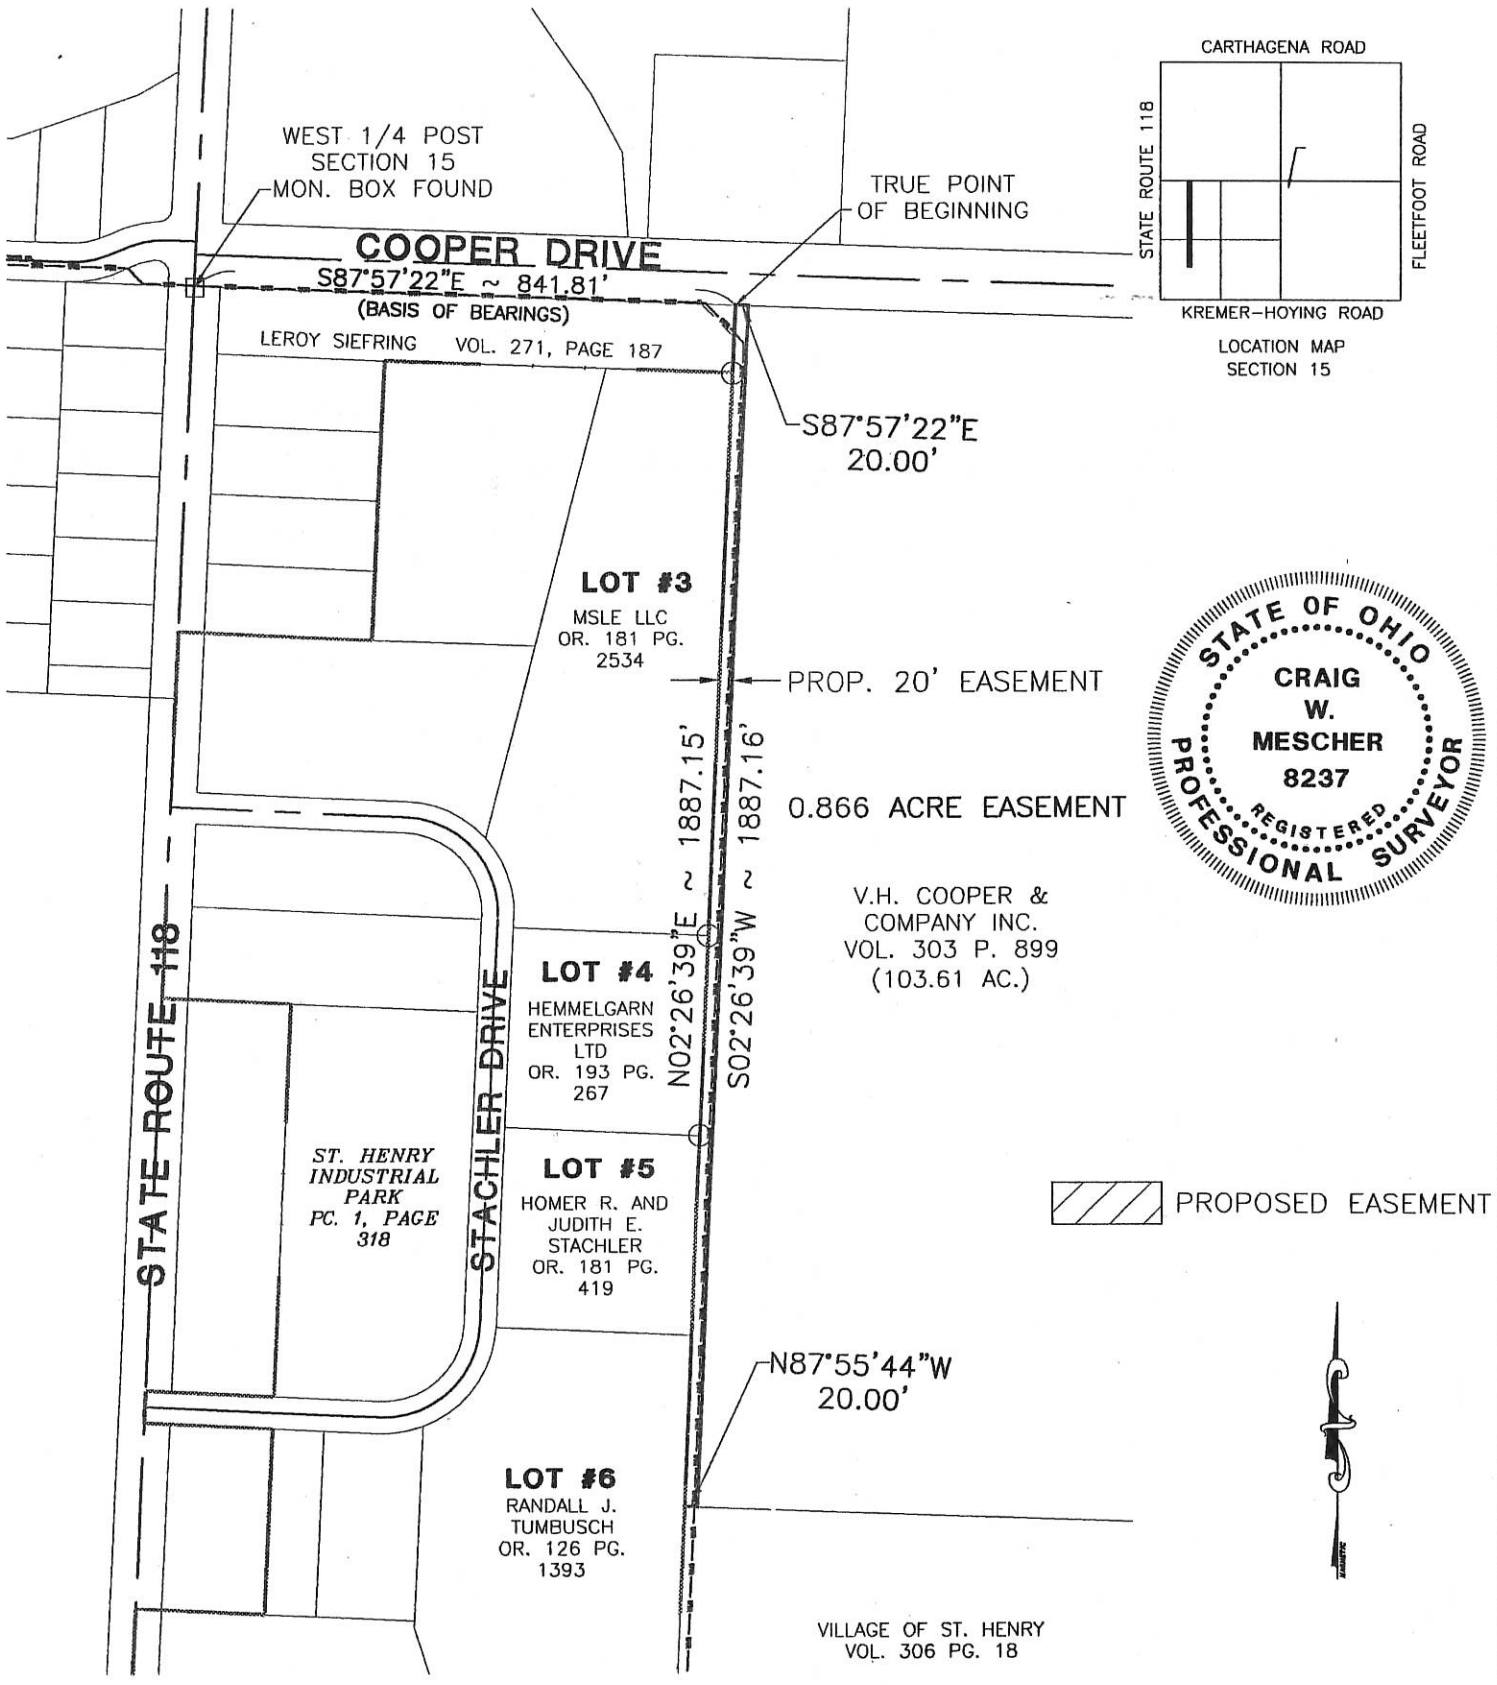 CARTHAGENA ROAD
STATE ROUTE 118
FLEETFOOT ROAD
KREMER-HOYING ROAD
LOCATION MAP
SECTION 15
WEST 1/4 POST
SECTION 15
MON. BOX FOUND
TRUE POINT
OF BEGINNING
COOPER DRIVE
S87°57'22"E ~ 841.81'
(BASIS OF BEARINGS)
LEROY SIEFRING VOL. 271, PAGE 187
S87°57'22"E
20.00'
LOT #3
MSLE LLC
OR. 181 PG.
2534
PROP. 20' EASEMENT
N02°26'39"E ~ 1887.15'
S02°26'39"W ~ 1887.16'
0.866 ACRE EASEMENT
STATE OF OHIO
CRAIG
W.
MESCHER
8237
REGISTERED
PROFESSIONAL SURVEYOR
V.H. COOPER &
COMPANY INC.
VOL. 303 P. 899
(103.61 AC.)
STATE ROUTE 118
STACHLER DRIVE
LOT #4
HEMMELGARN
ENTERPRISES
LTD
OR. 193 PG.
267
ST. HENRY
INDUSTRIAL
PARK
PC. 1, PAGE
318
LOT #5
HOMER R. AND
JUDITH E.
STACHLER
OR. 181 PG.
419
PROPOSED EASEMENT
N87°55'44"W
20.00'
LOT #6
RANDALL J.
TUMBUSCH
OR. 126 PG.
1393
MAGNETIC
VILLAGE OF ST. HENRY
VOL. 306 PG. 18